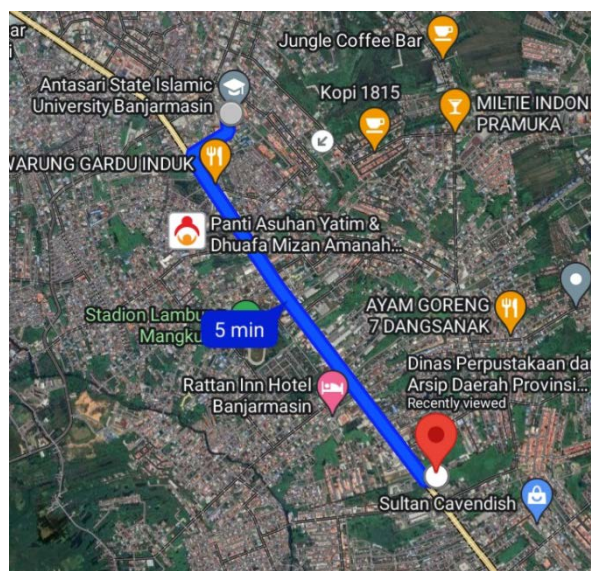 ar
i
Jungle Coffee Bar
Antasari State Islamic
University Banjarmasin
Kopi 1815
MILTIE INDONI
PRAMUKA
WARUNG GARDU INDUK
Panti Asuhan Yatim &
Dhuafa Mizan Amanah...
Stadion Lambu
Mangku
5 min
AYAM GORENG
7 DANGSANAK
Rattan Inn Hotel
Banjarmasin
Dinas Perpustakaan dan
Arsip Daerah Provinsi...
Recently viewed
Sultan Cavendish